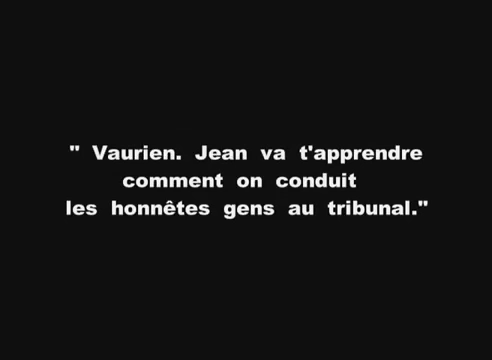 " Vaurien. Jean va t'apprendre
comment on conduit
les honnêtes gens au tribunal."